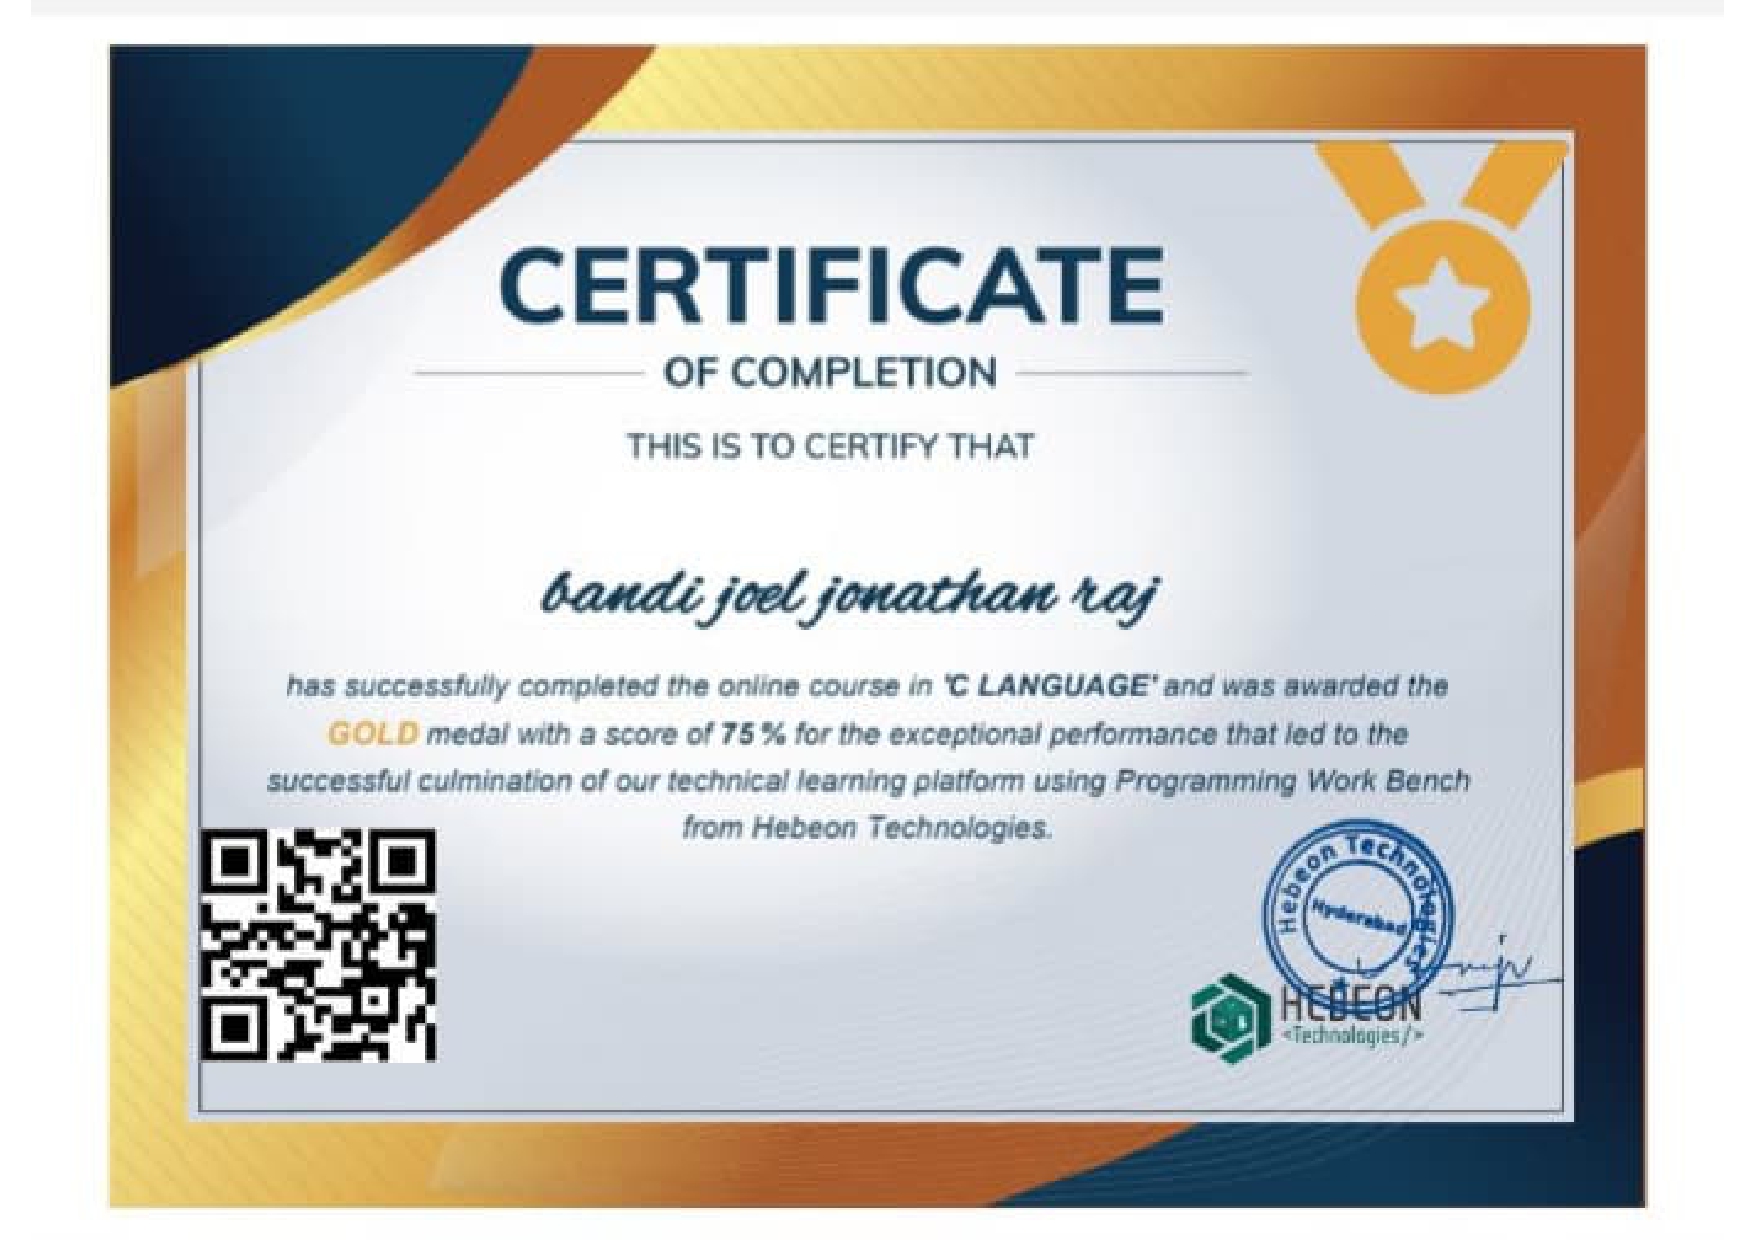 CERTIFICATE
OF COMPLETION
THIS IS TO CERTIFY THAT
bandi joel jonathan raj
has successfully completed the online course in 'C LANGUAGE' and was awarded the
GOLD medal with a score of 75 % for the exceptional performance that led to the
successful culmination of our technical learning platform using Programming Work Bench
from Hebeon Technologies.
Hebeon Technologies
Hyderabad
HEBEON
<Technologies/>